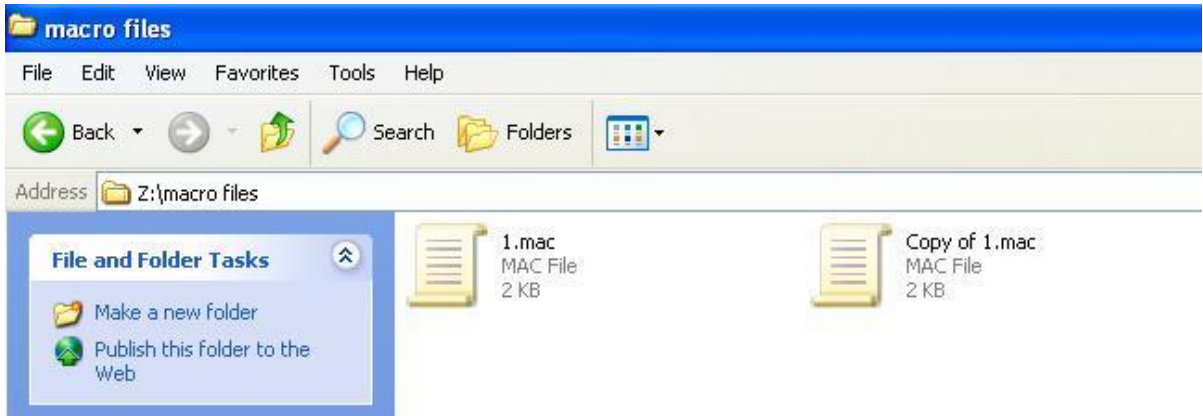 macro files
File Edit View Favorites Tools Help
Back Search Folders
Address Z:\macro files
File and Folder Tasks
Make a new folder
Publish this folder to the
Web
1.mac
MAC File
2 KB
Copy of 1.mac
MAC File
2 KB